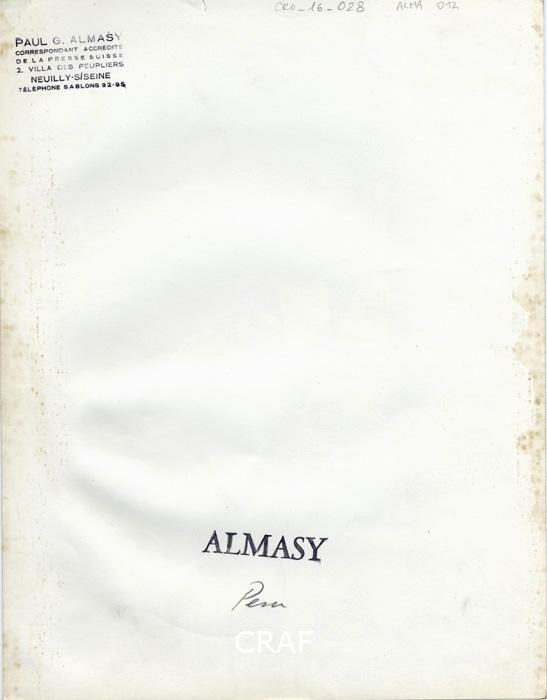 CRO_16_028 ALMA 012
PAUL G. ALMASY
CORRESPONDANT ACCRÉDITÉ
DE LA PRESSE SUISSE
2, VILLA DES PEUPLIERS
NEUILLY-S/SEINE
TÉLÉPHONE SABLONS 92-95
ALMASY
Peru
CRAF